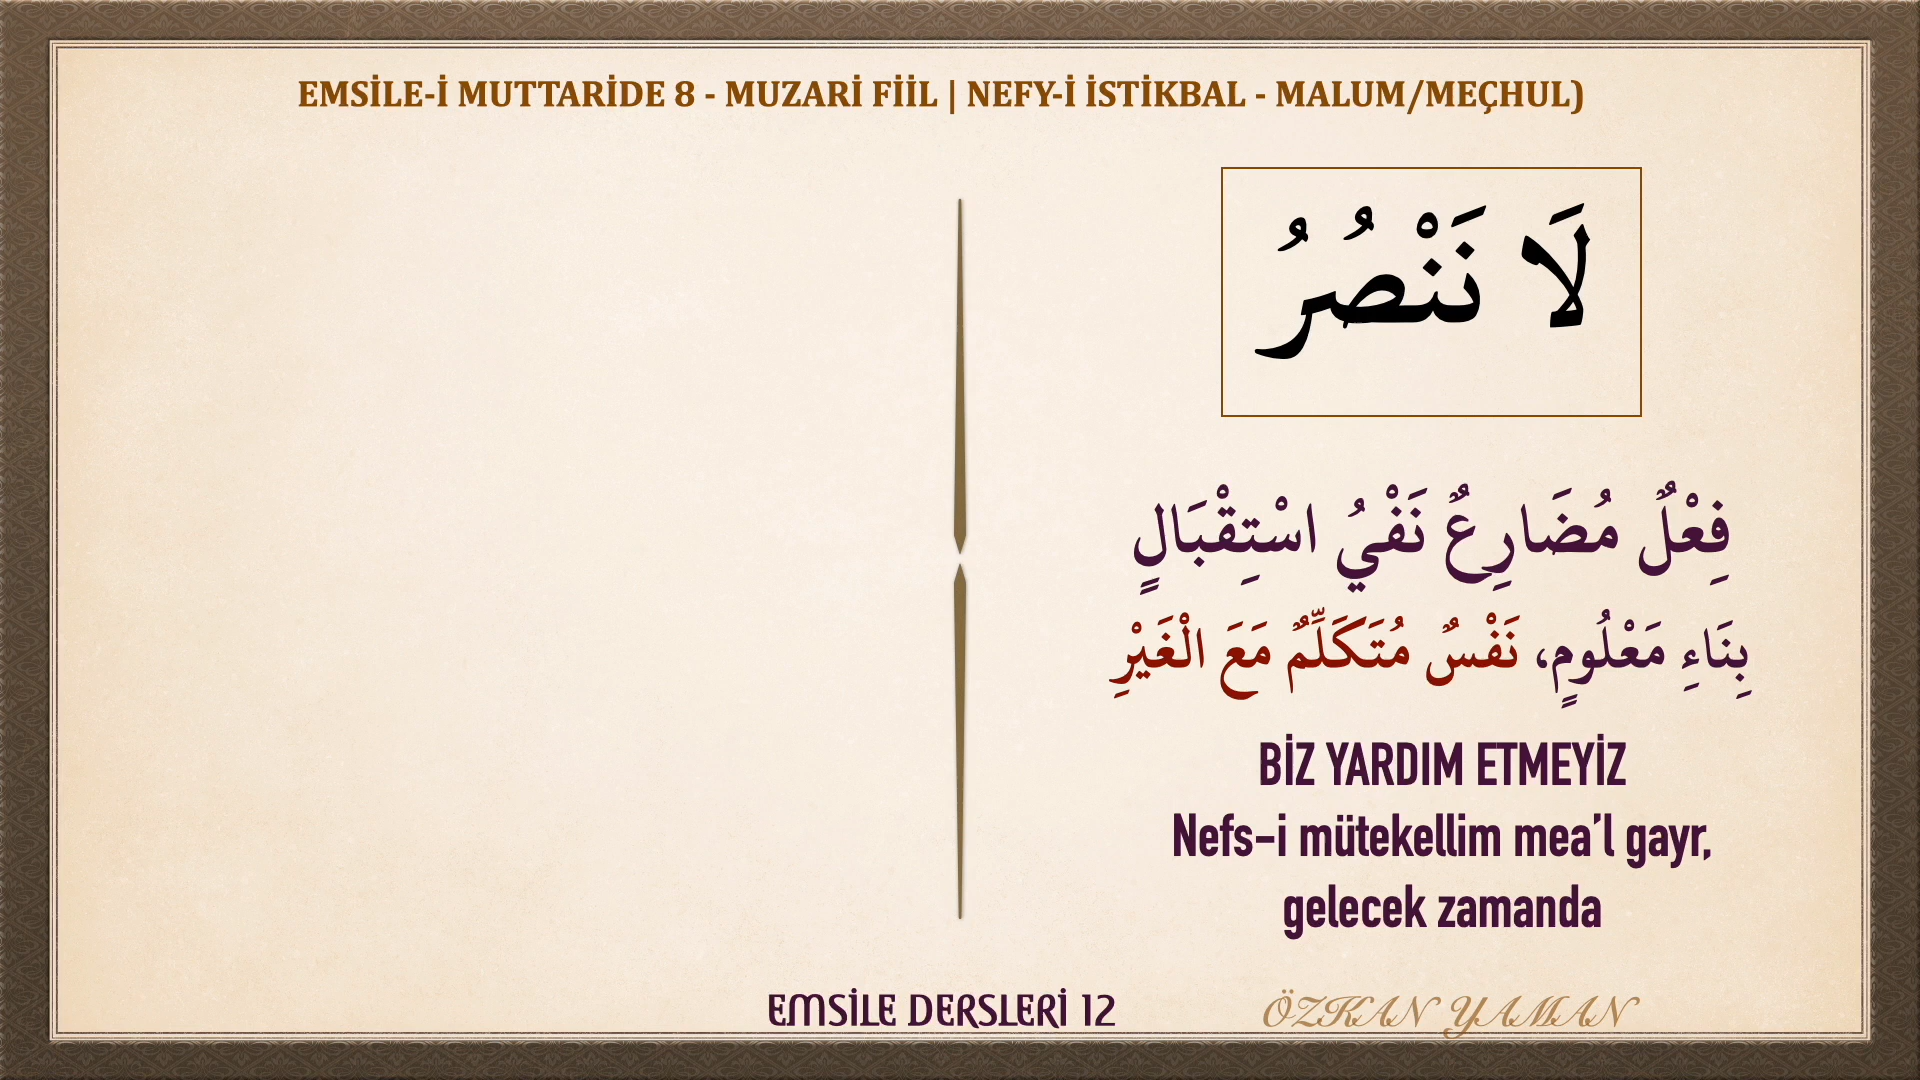 EMSİLE-İ MUTTARİDE 8 - MUZARİ FİİL | NEFY-İ İSTİKBAL - MALUM/MEÇHUL)
لَا نَنْصُرُ
فِعْلٌ مُضَارِعٌ نَفْيُ اسْتِقْبَالٍ
بِنَاءِ مَعْلُومٍ، نَفْسٌ مُتَكَلِّمٌ مَعَ الْغَيْرِ
BİZ YARDIM ETMEYİZ
Nefs-i mütekellim mea’l gayr,
gelecek zamanda
EMSİLE DERSLERİ 12
ÖZKAN YAMAN